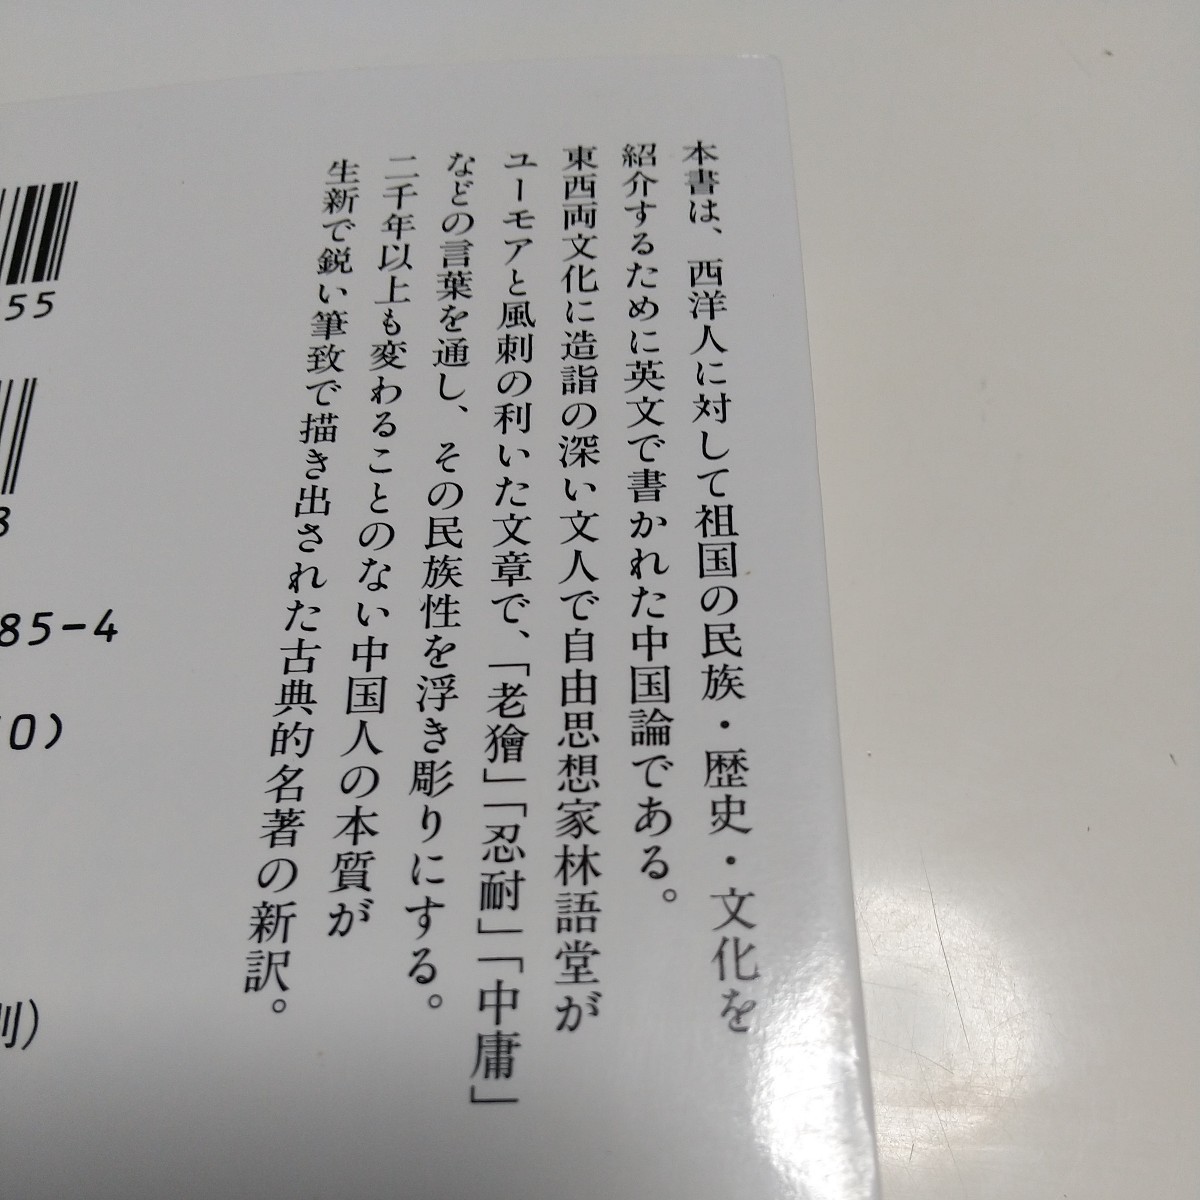 本書は、西洋人に対して祖国の民族・歴史・文化を
紹介するために英文で書かれた中国論である。
東西両文化に造詣の深い文人で自由思想家林語堂が
ユーモアと風刺の利いた文章で、「老獪」「忍耐」「中庸」
などの言葉を通し、その民族性を浮き彫りにする。
二千年以上も変わることのない中国人の本質が
生新で鋭い筆致で描き出された古典的名著の新訳。
55
3
85-4
0)
別)